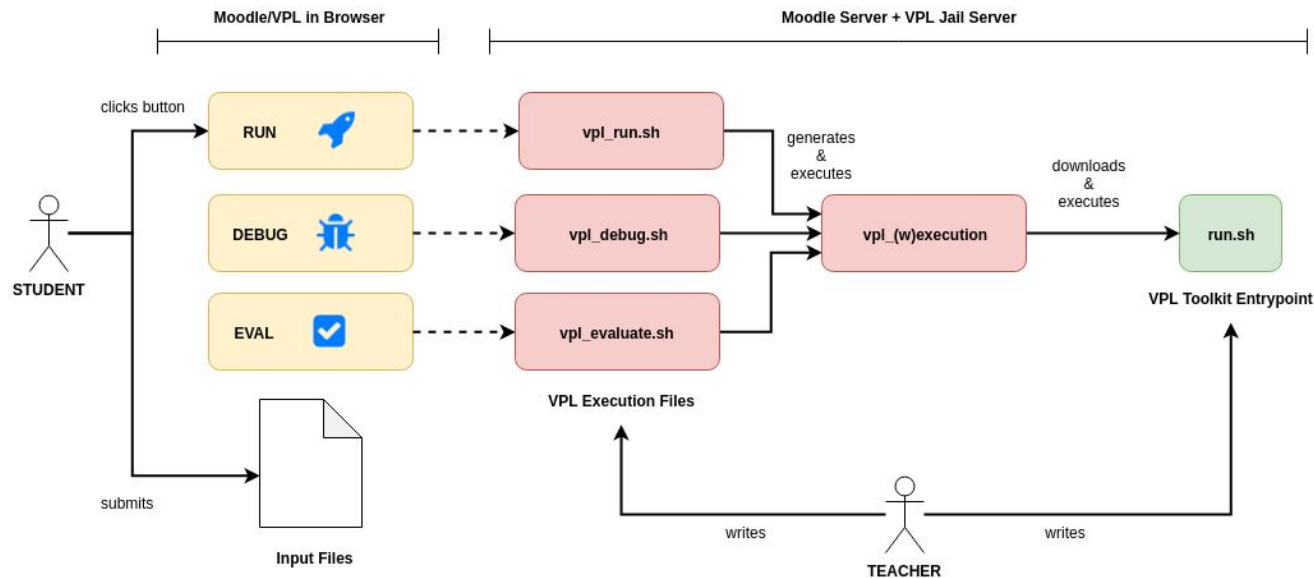 Moodle/VPL in Browser
Moodle Server + VPL Jail Server
clicks button
RUN
vpl_run.sh
generates
&
executes
downloads
&
executes
DEBUG
vpl_debug.sh
vpl_(w)execution
run.sh
STUDENT
VPL Toolkit Entrypoint
EVAL
vpl_evaluate.sh
VPL Execution Files
submits
Input Files
writes
writes
TEACHER